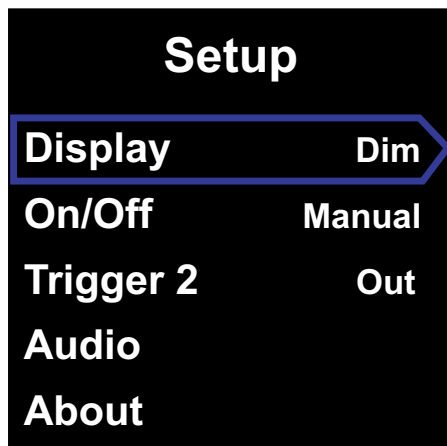 Setup
Display Dim
On/Off Manual
Trigger 2 Out
Audio
About